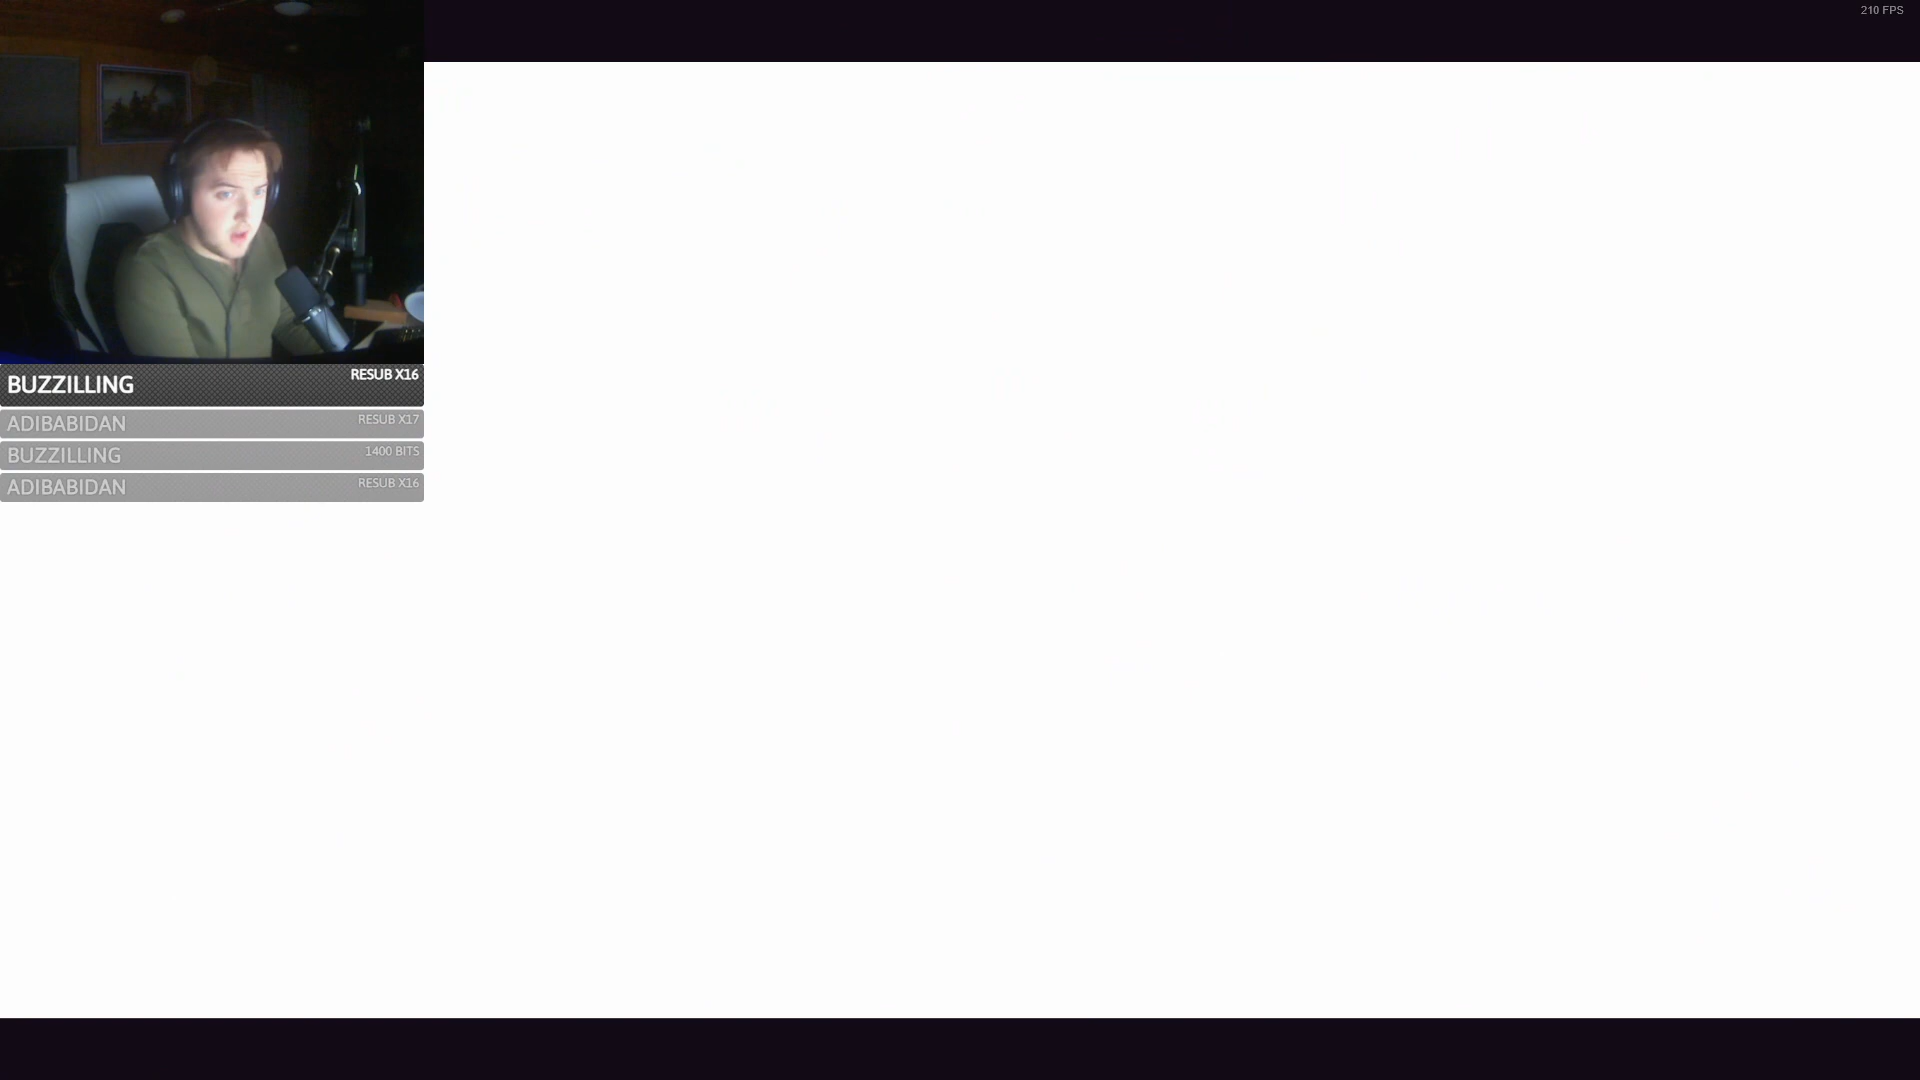 210 FPS
BUZZILLING RESUB X16
ADIBABIDAN RESUB X17
BUZZILLING 1400 BITS
ADIBABIDAN RESUB X16